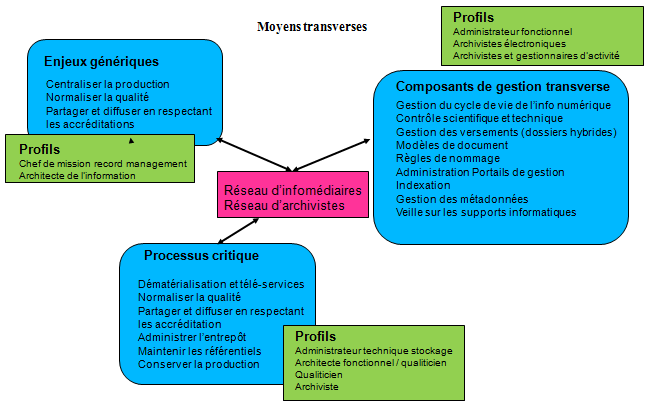 Moyens transverses
Profils
Administrateur fonctionnel
Archivistes électroniques
Archivistes et gestionnaires d'activité
Enjeux génériques
Centraliser la production
Normaliser la qualité
Partager et diffuser en respectant
les accréditations
Profils
Chef de mission record management
Architecte de l'information
Composants de gestion transverse
Gestion du cycle de vie de l'info numérique
Contrôle scientifique et technique
Gestion des versements (dossiers hybrides)
Modèles de document
Règles de nommage
Administration Portails de gestion
Indexation
Gestion des métadonnées
Veille sur les supports informatiques
Réseau d'infomédiaires
Réseau d'archivistes
Processus critique
Dématérialisation et télé-services
Normaliser la qualité
Partager et diffuser en respectant
les accréditation
Administrer l'entrepôt
Maintenir les référentiels
Conserver la production
Profils
Administrateur technique stockage
Architecte fonctionnel / qualiticien
Qualiticien
Archiviste